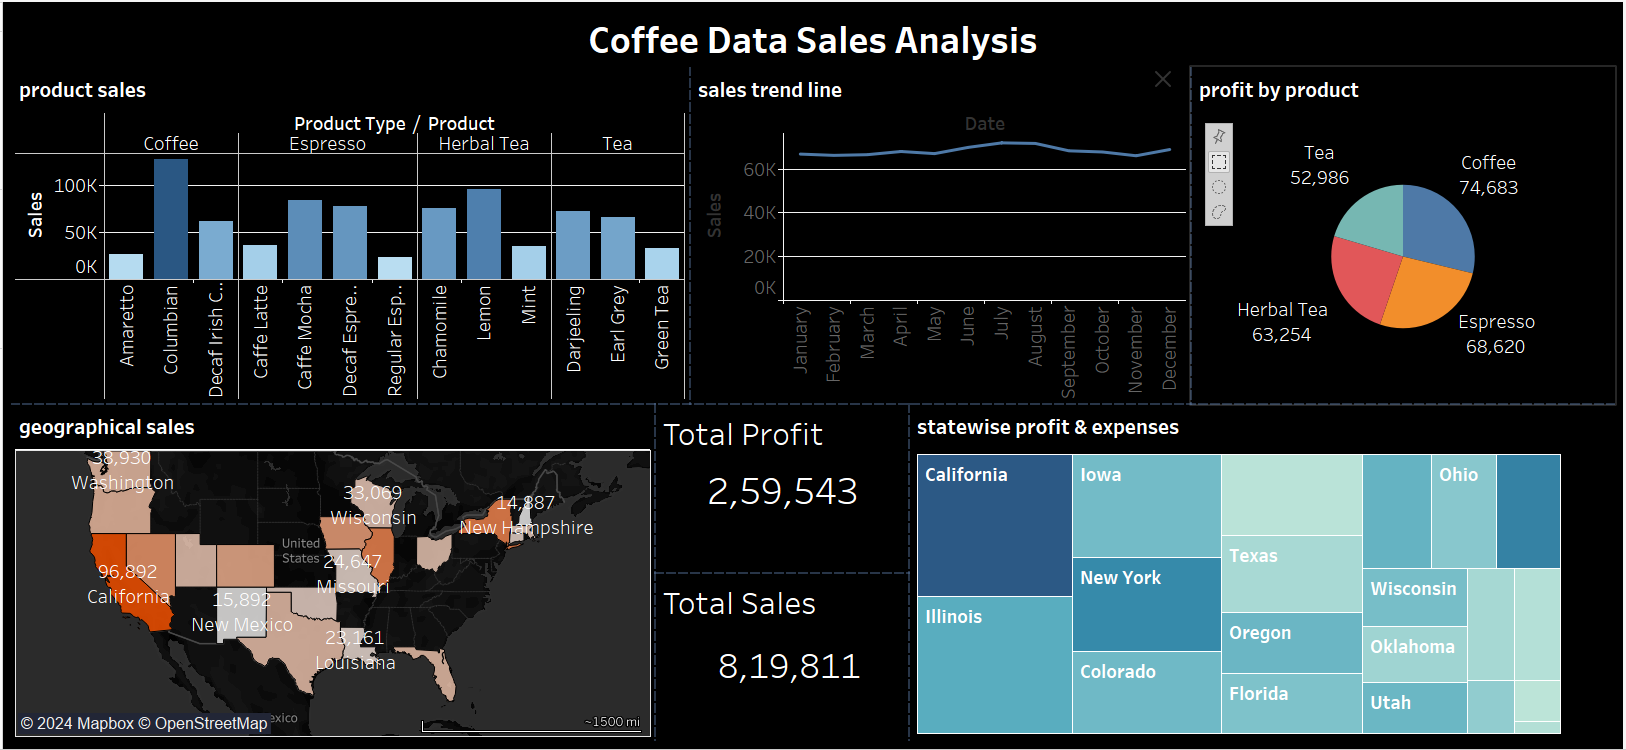 Coffee Data Sales Analysis
product sales
Product Type / Product
Coffee
Espresso
Herbal Tea
Tea
Sales
100K
50K
0K
Amaretto
Columbian
Decaf Irish C..
Caffe Latte
Caffe Mocha
Decaf Espre..
Regular Esp..
Chamomile
Lemon
Mint
Darjeeling
Earl Grey
Green Tea
sales trend line
Date
Sales
60K
40K
20K
0K
January
February
March
April
May
June
July
August
September
October
November
December
profit by product
Tea
52,986
Coffee
74,683
Herbal Tea
63,254
Espresso
68,620
geographical sales
38,930
Washington
33,069
Wisconsin
14,887
New Hampshire
United
States
96,892
California
24,647
Missouri
15,892
New Mexico
23,161
Louisiana
© 2024 Mapbox © OpenStreetMap
exico
~1500 mi
Total Profit
2,59,543
Total Sales
8,19,811
statewise profit & expenses
California
Illinois
Iowa
New York
Colorado
Texas
Oregon
Florida
Ohio
Wisconsin
Oklahoma
Utah